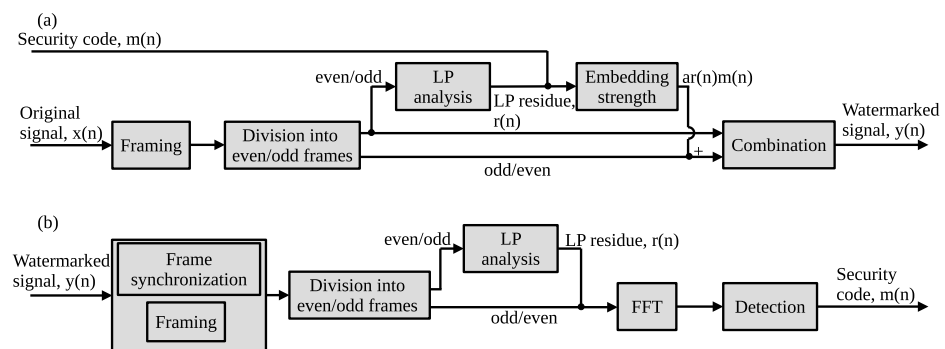 (a)
Security code, m(n)
even/odd
LP
analysis
LP residue,
r(n)
Embedding
strength
ar(n)m(n)
Original
signal, x(n)
Framing
Division into
even/odd frames
odd/even
+
Combination
Watermarked
signal, y(n)
(b)
Watermarked
signal, y(n)
Frame
synchronization
Framing
Division into
even/odd frames
even/odd
LP
analysis
LP residue, r(n)
odd/even
FFT
Detection
Security
code, m(n)